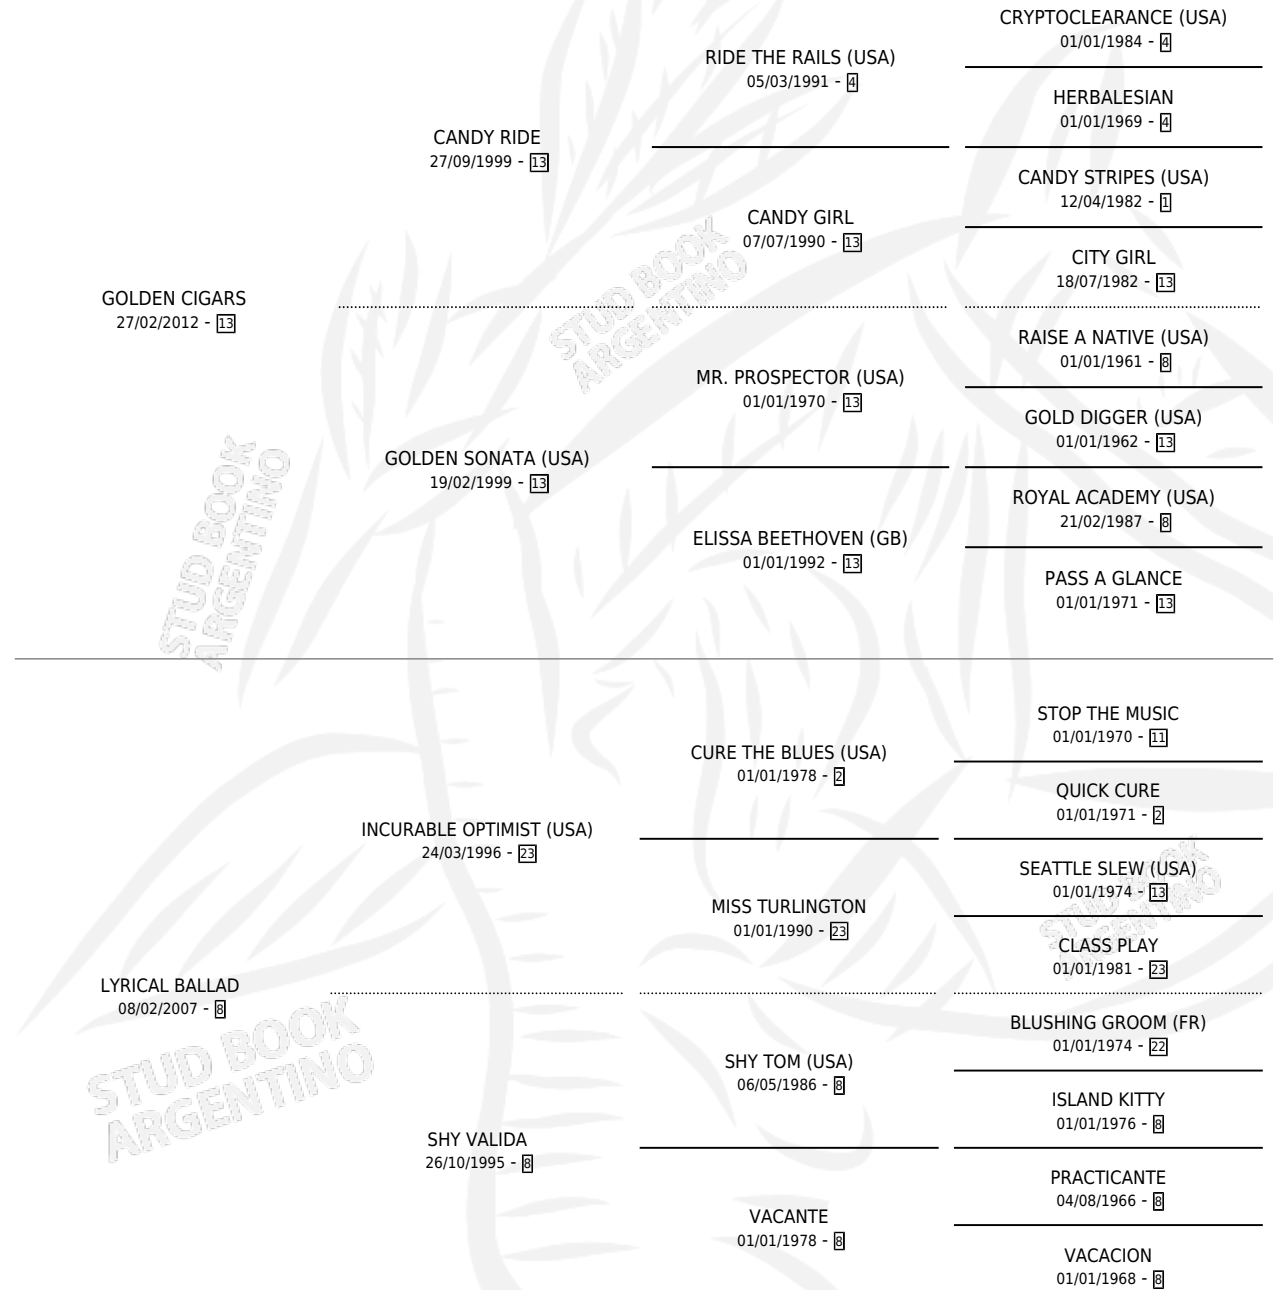 CRYPTOCLEARANCE (USA)
01/01/1984 - 4
RIDE THE RAILS (USA)
05/03/1991 - 4
HERBALESIAN
01/01/1969 - 4
CANDY RIDE
27/09/1999 - 13
CANDY STRIPES (USA)
12/04/1982 - 1
CANDY GIRL
07/07/1990 - 13
CITY GIRL
18/07/1982 - 13
GOLDEN CIGARS
27/02/2012 - 13
RAISE A NATIVE (USA)
01/01/1961 - 8
MR. PROSPECTOR (USA)
01/01/1970 - 13
GOLD DIGGER (USA)
01/01/1962 - 13
GOLDEN SONATA (USA)
19/02/1999 - 13
ROYAL ACADEMY (USA)
21/02/1987 - 8
ELISSA BEETHOVEN (GB)
01/01/1992 - 13
PASS A GLANCE
01/01/1971 - 13
STUD BOOK
ARGENTINO
STUD BOOK
ARGENTINO
STOP THE MUSIC
01/01/1970 - 11
CURE THE BLUES (USA)
01/01/1978 - 2
QUICK CURE
01/01/1971 - 2
INCURABLE OPTIMIST (USA)
24/03/1996 - 23
SEATTLE SLEW (USA)
01/01/1974 - 13
MISS TURLINGTON
01/01/1990 - 23
CLASS PLAY
01/01/1981 - 23
LYRICAL BALLAD
08/02/2007 - 8
BLUSHING GROOM (FR)
01/01/1974 - 22
SHY TOM (USA)
06/05/1986 - 8
ISLAND KITTY
01/01/1976 - 8
SHY VALIDA
26/10/1995 - 8
PRACTICANTE
04/08/1966 - 8
VACANTE
01/01/1978 - 8
VACACION
01/01/1968 - 8
STUD BOOK
ARGENTINO
STUD BOOK
ARGENTINO